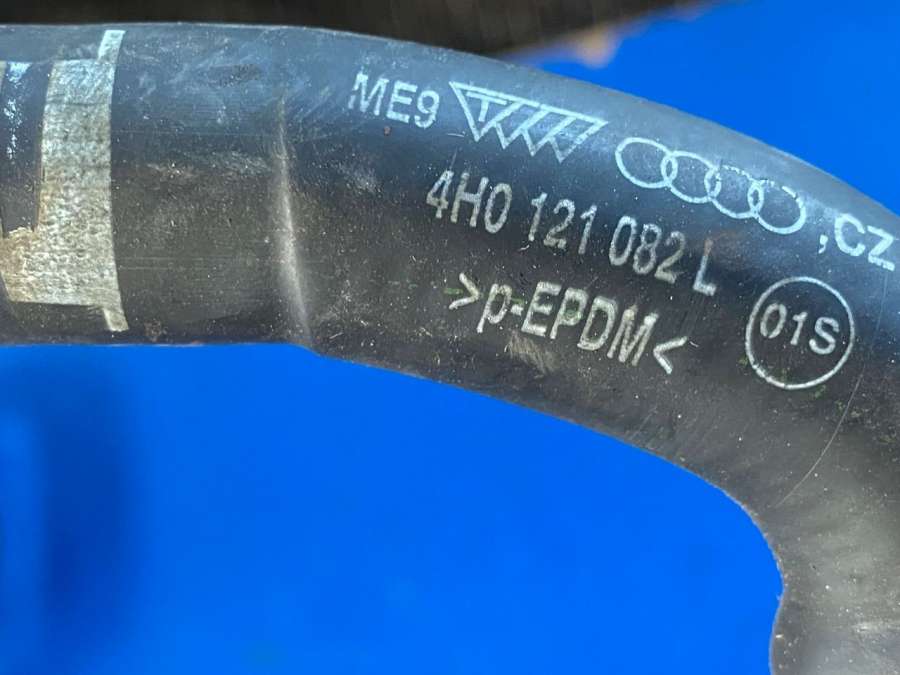 ME9 ,CZ
4H0 121 082 L
>p-EPDM<
01S